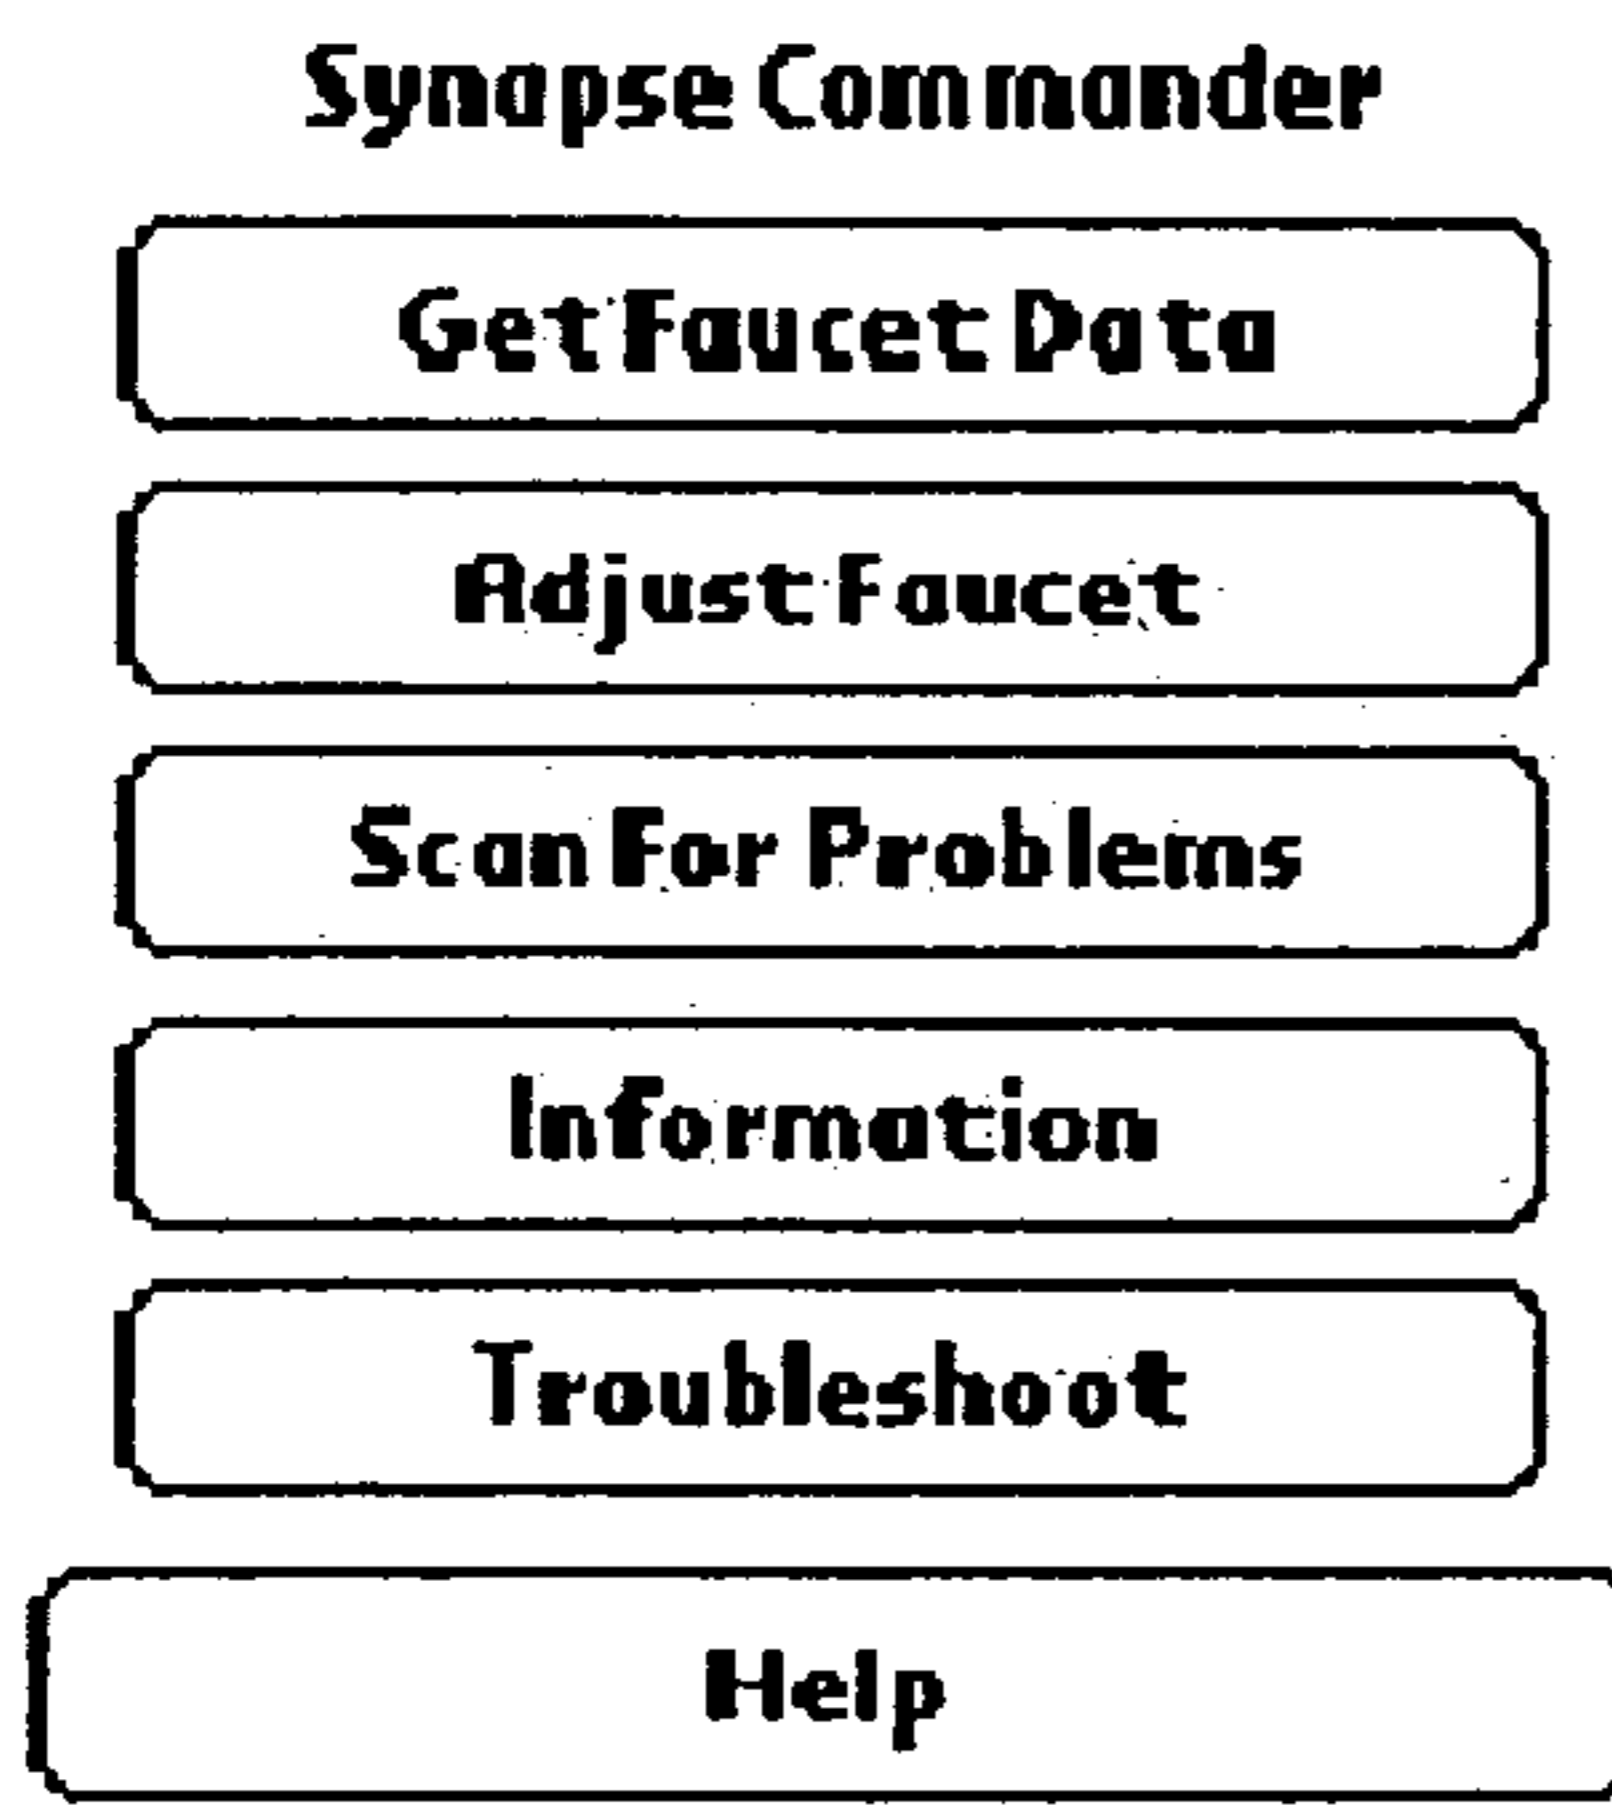 Synapse Commander
Get Faucet Data
Adjust Faucet
Scan For Problems
Information
Troubleshoot
Help